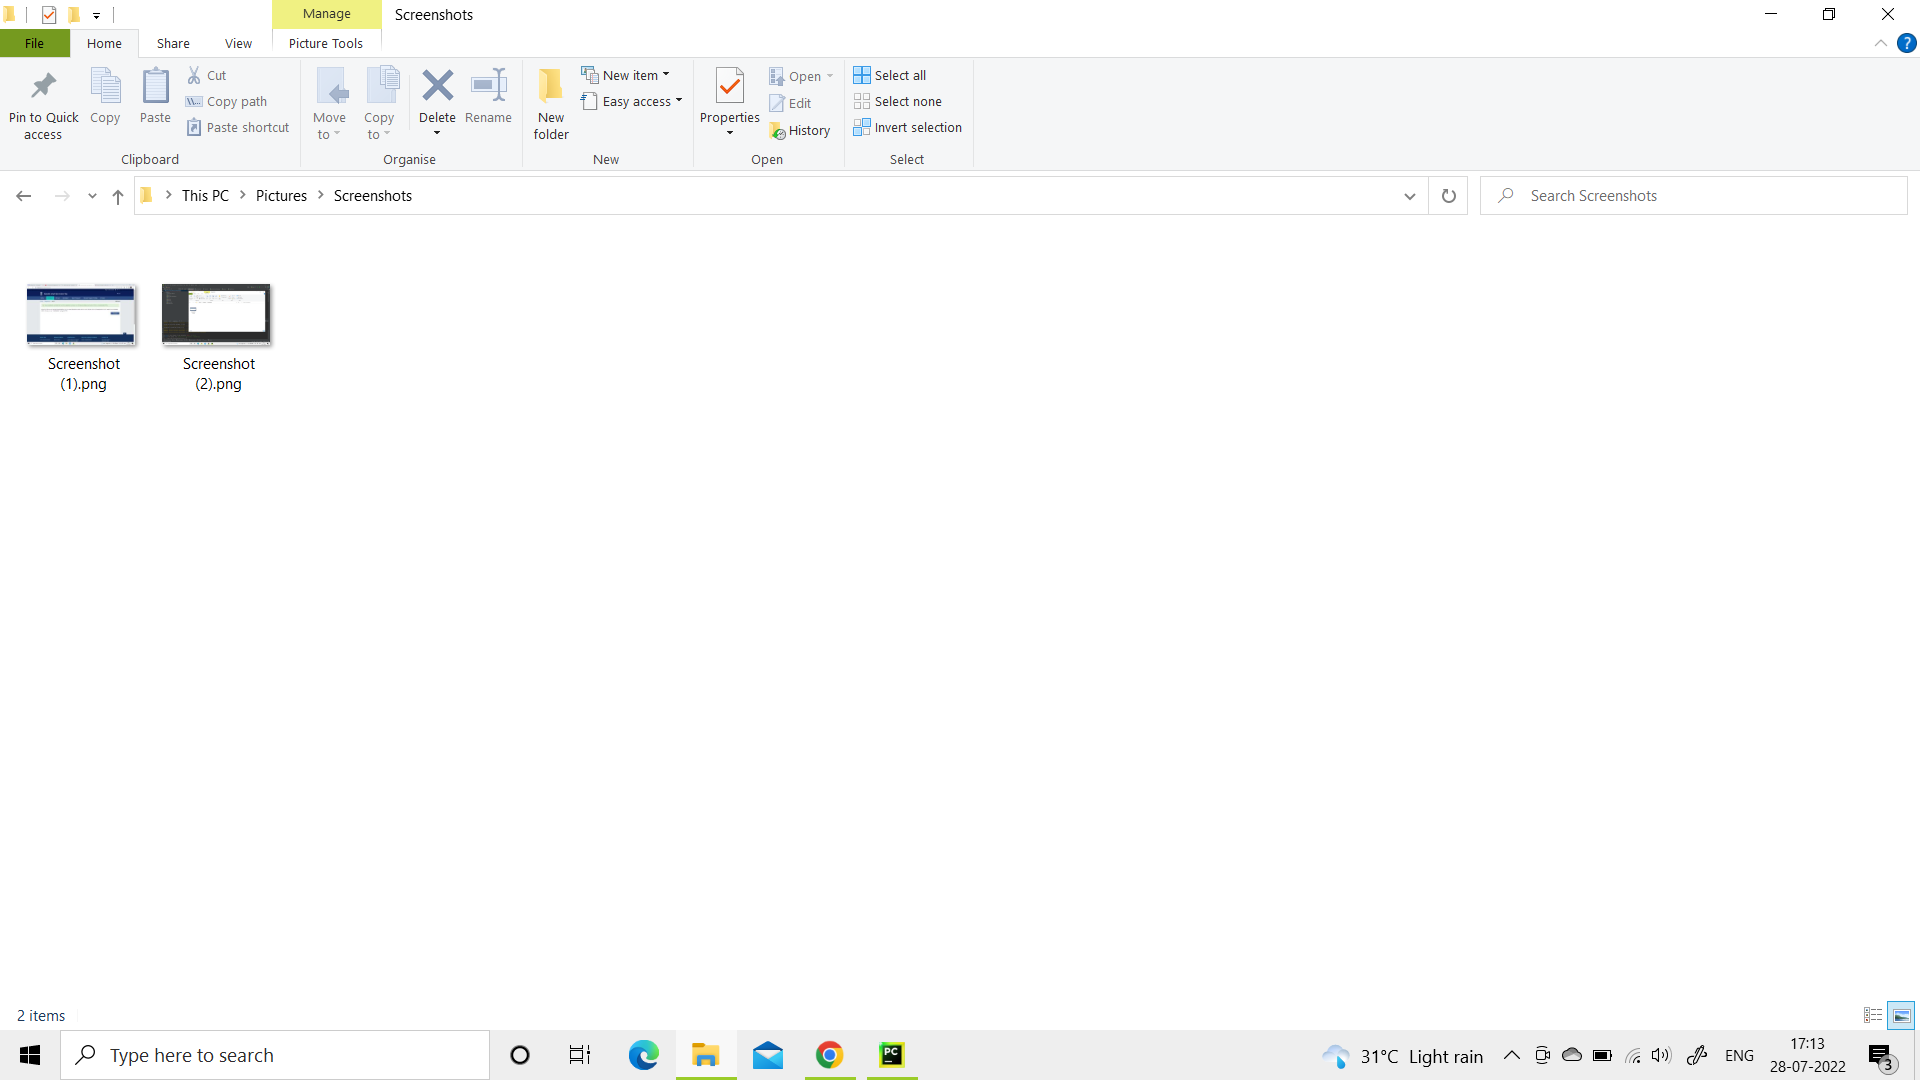 Manage
Screenshots
File
Home
Share
View
Picture Tools
?
Pin to Quick
access
Copy
Paste
Cut
Copy path
Paste shortcut
Clipboard
Move
to
Copy
to
Delete
Rename
Organise
New
folder
New item
Easy access
New
Properties
Open
Edit
History
Open
Select all
Select none
Invert selection
Select
This PC
Pictures
Screenshots
Search Screenshots
Screenshot
(1).png
Screenshot
(2).png
2 items
Type here to search
PC
31°C Light rain
ENG
17:13
28-07-2022
3